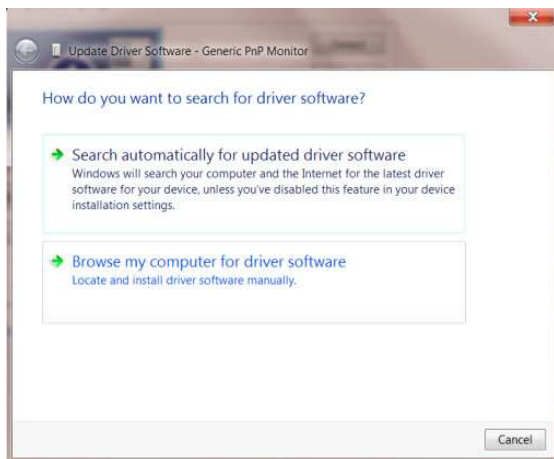 Update Driver Software - Generic PnP Monitor
How do you want to search for driver software?
Search automatically for updated driver software
Windows will search your computer and the Internet for the latest driver
software for your device, unless you've disabled this feature in your device
installation settings.
Browse my computer for driver software
Locate and install driver software manually.
Cancel